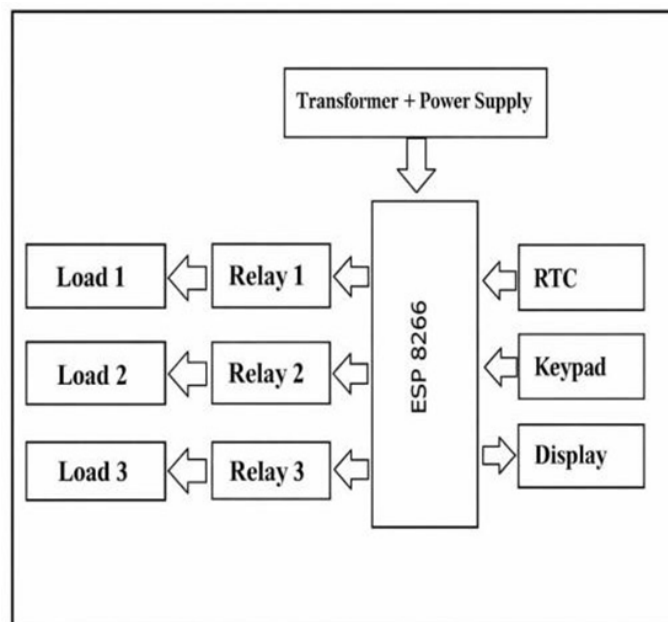 Transformer + Power Supply
Load 1
Relay 1
ESP 8266
RTC
Load 2
Relay 2
Keypad
Load 3
Relay 3
Display